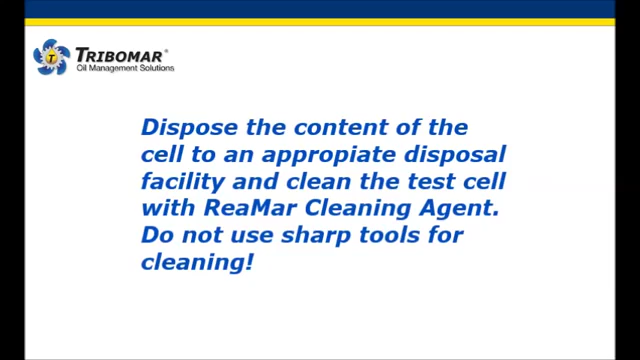 TRIBOMAR®
Oil Management Solutions
Dispose the content of the
cell to an appropiate disposal
facility and clean the test cell
with ReaMar Cleaning Agent.
Do not use sharp tools for
cleaning!